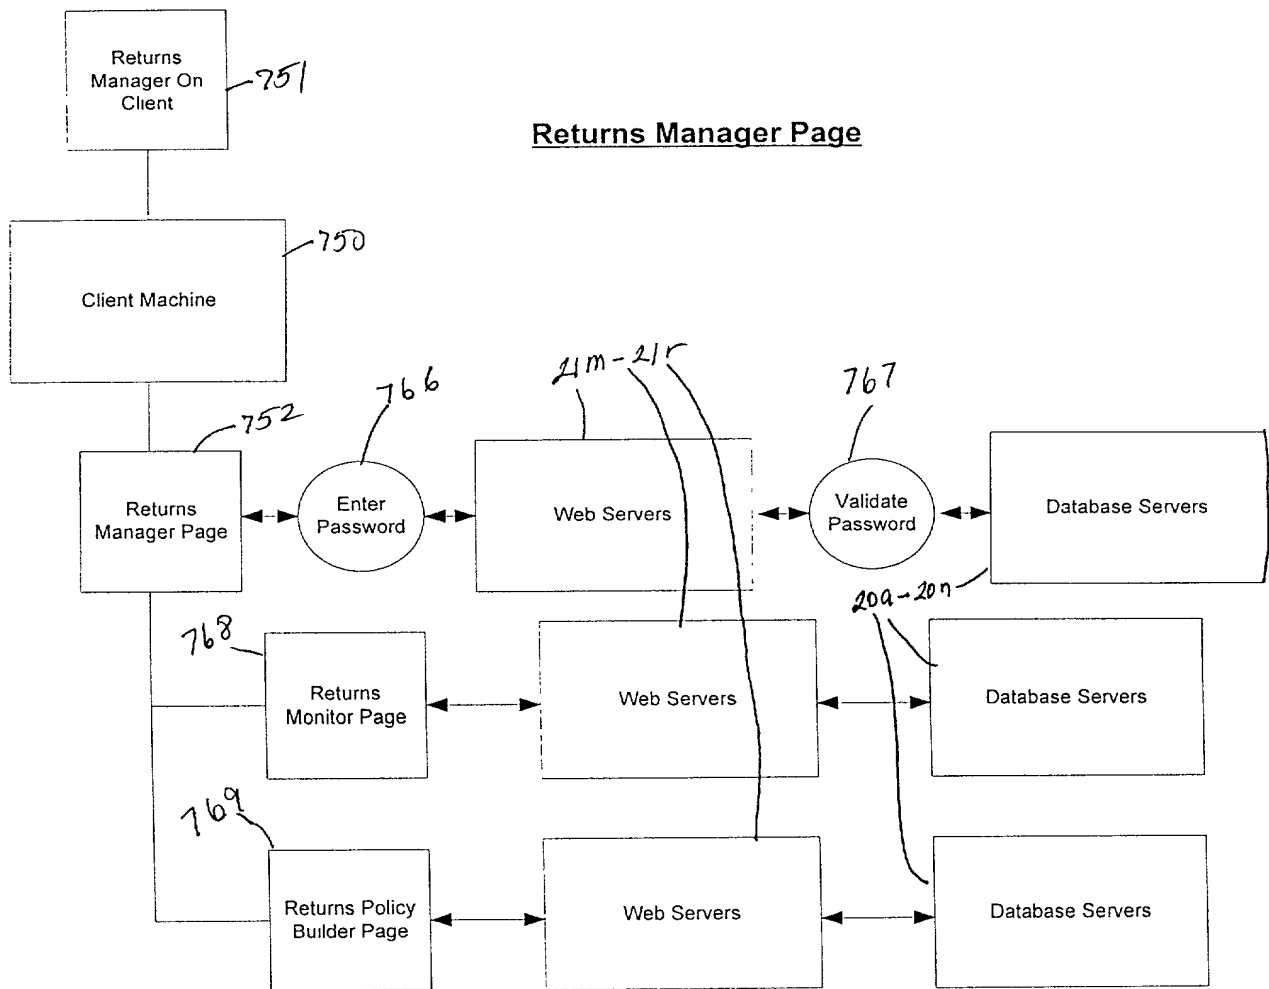 Returns
Manager On
Client
751
Returns Manager Page
750
Client Machine
21m-21r
766
767
752
Returns
Manager Page
Enter
Password
Web Servers
Validate
Password
Database Servers
20a-20n
768
Returns
Monitor Page
Web Servers
Database Servers
769
Returns Policy
Builder Page
Web Servers
Database Servers